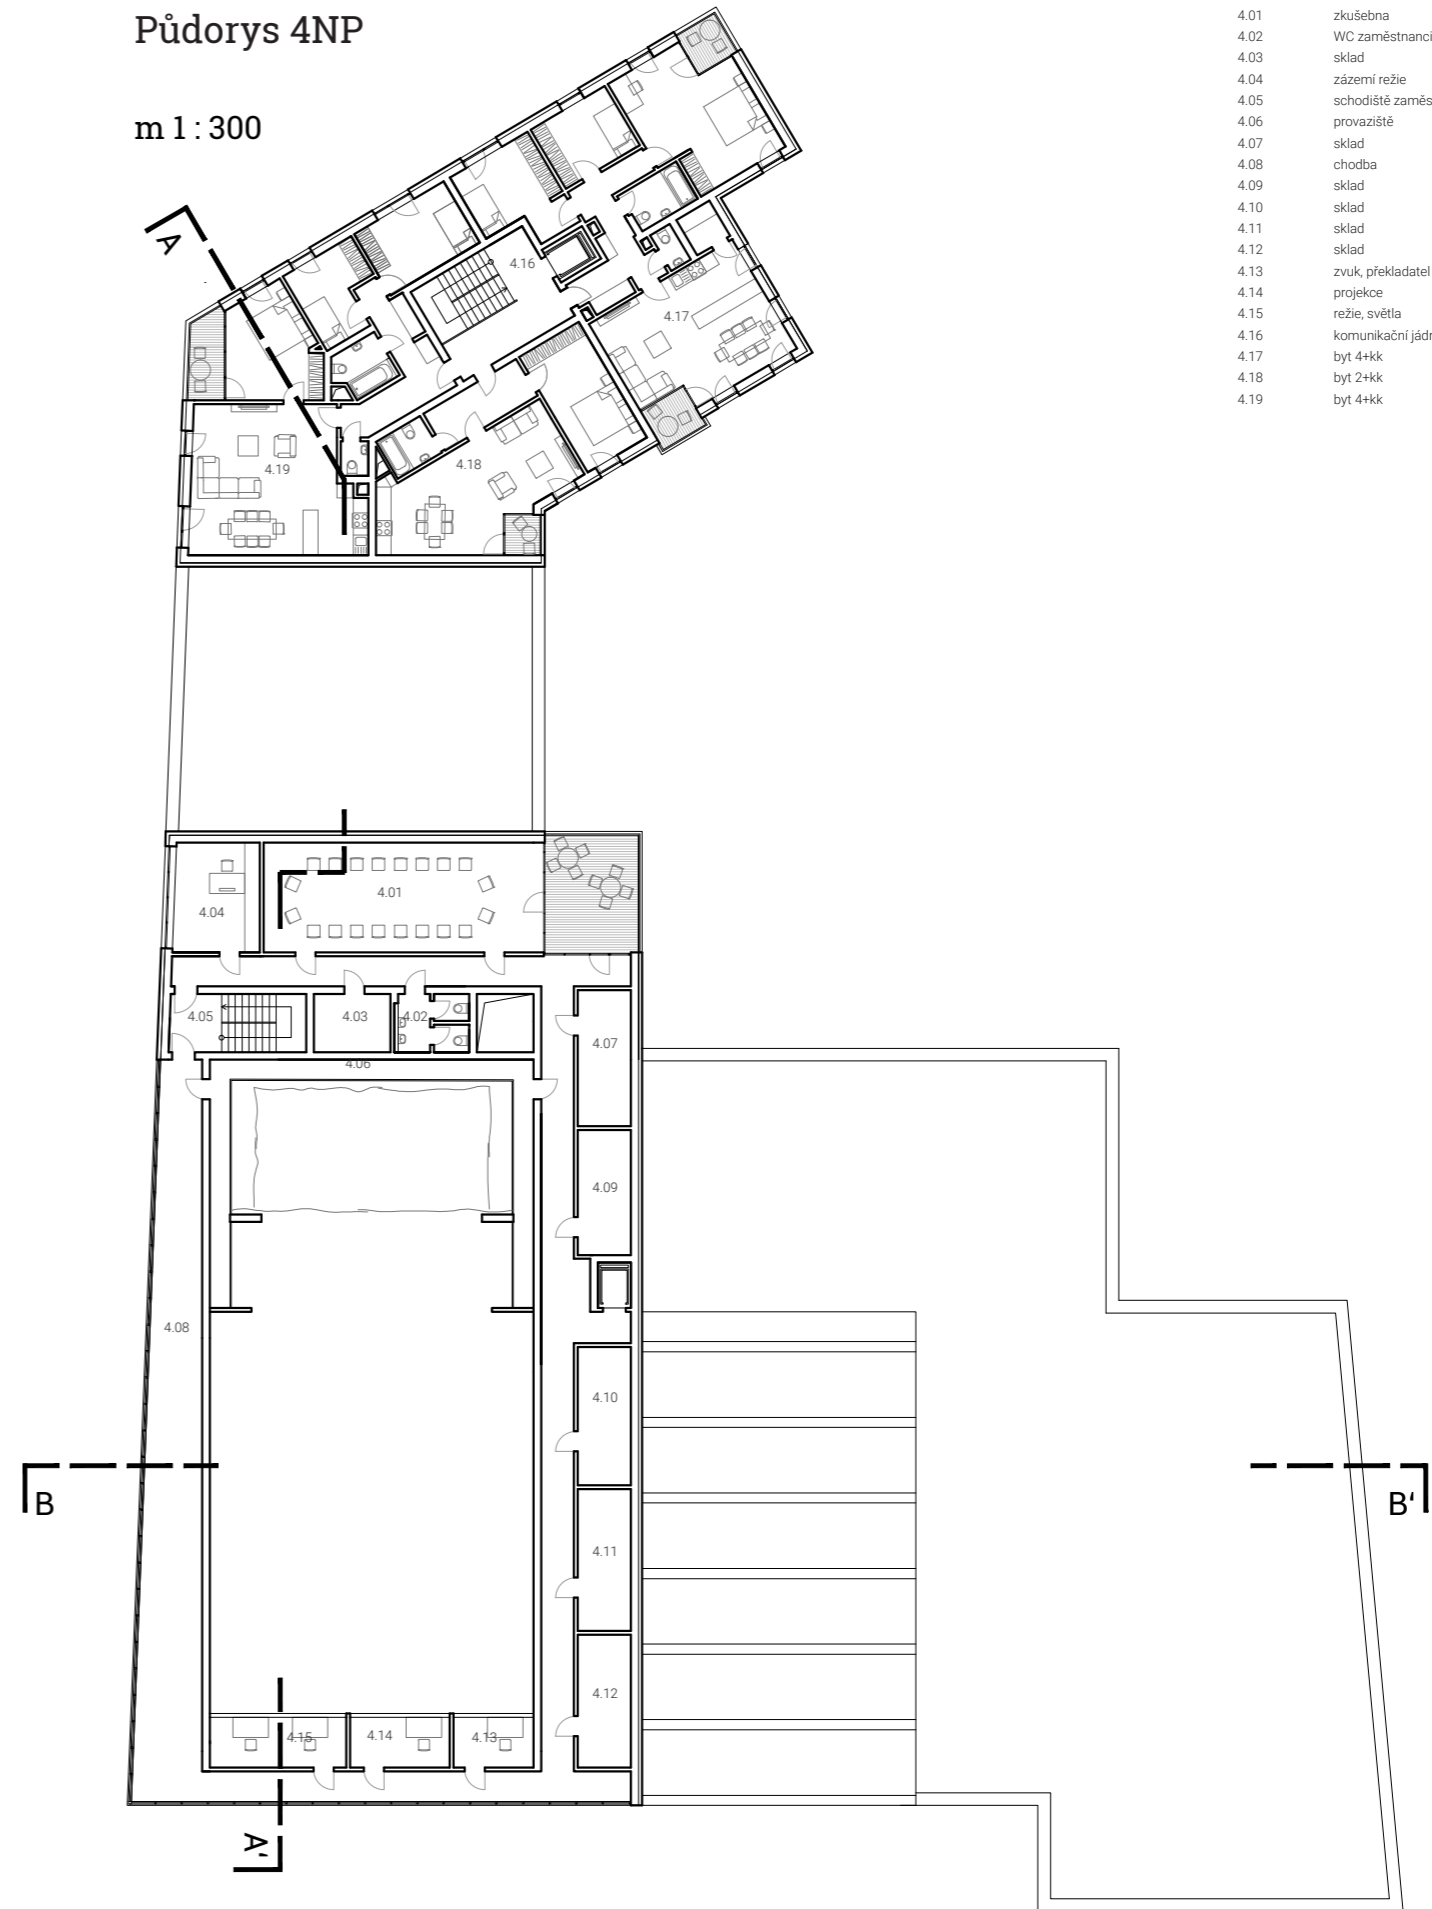 Půdorys 4NP
m 1 : 300
4.01 zkušebna
4.02 WC zaměstnanci
4.03 sklad
4.04 zázemí režie
4.05 schodiště
4.06 provaziště
4.07 sklad
4.08 chodba
4.09 sklad
4.10 sklad
4.11 sklad
4.12 sklad
4.13 zvuk, překladatel
4.14 projekce
4.15 režie, světla
4.16 komunikační
4.17 byt 4+kk
4.18 byt 2+kk
4.19 byt 4+kk
A
4.16
4.17
4.19
4.18
4.01
4.04
4.05
4.03
4.02
4.07
4.06
4.09
4.08
4.10
B
B'
4.11
4.12
4.15
4.14
4.13
A'